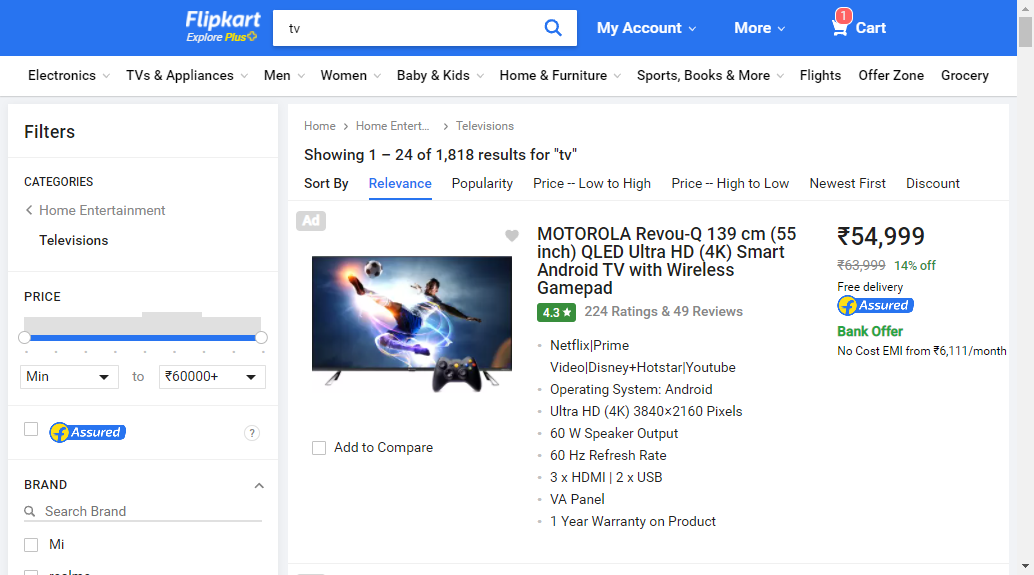 Flipkart
Explore Plus
tv
My Account
More
1
Cart
Electronics
TVs & Appliances
Men
Women
Baby & Kids
Home & Furniture
Sports, Books & More
Flights
Offer Zone
Grocery
Filters
CATEGORIES
Home Entertainment
Televisions
PRICE
Min
to
₹60000+
Assured
?
BRAND
Search Brand
Mi
realme
Home
Home Entert...
Televisions
Showing 1 – 24 of 1,818 results for "tv"
Sort By
Relevance
Popularity
Price -- Low to High
Price -- High to Low
Newest First
Discount
Ad
Add to Compare
MOTOROLA Revou-Q 139 cm (55
inch) QLED Ultra HD (4K) Smart
Android TV with Wireless
Gamepad
4.3 ★
224 Ratings & 49 Reviews
Netflix|Prime
Video|Disney+Hotstar|Youtube
Operating System: Android
Ultra HD (4K) 3840×2160 Pixels
60 W Speaker Output
60 Hz Refresh Rate
3 x HDMI | 2 x USB
VA Panel
1 Year Warranty on Product
₹54,999
₹63,999 14% off
Free delivery
Assured
Bank Offer
No Cost EMI from ₹6,111/month